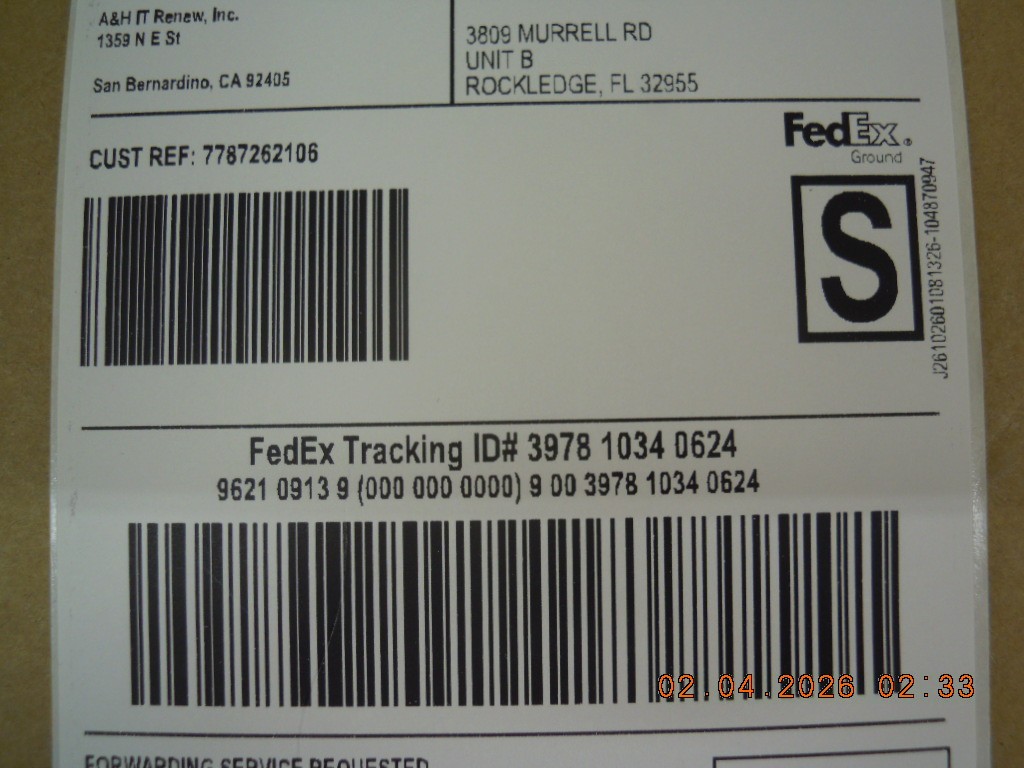 A&H IT Renew, Inc.
1359 N E St
San Bernardino, CA 92405
3809 MURRELL RD
UNIT B
ROCKLEDGE, FL 32955
CUST REF: 7787262106
FedEx®
Ground
S
J26102601081326-104870947
FedEx Tracking ID# 3978 1034 0624
9621 0913 9 (000 000 0000) 9 00 3978 1034 0624
02.04.2026 02:33
FORWARDING SERVICE REQUESTED